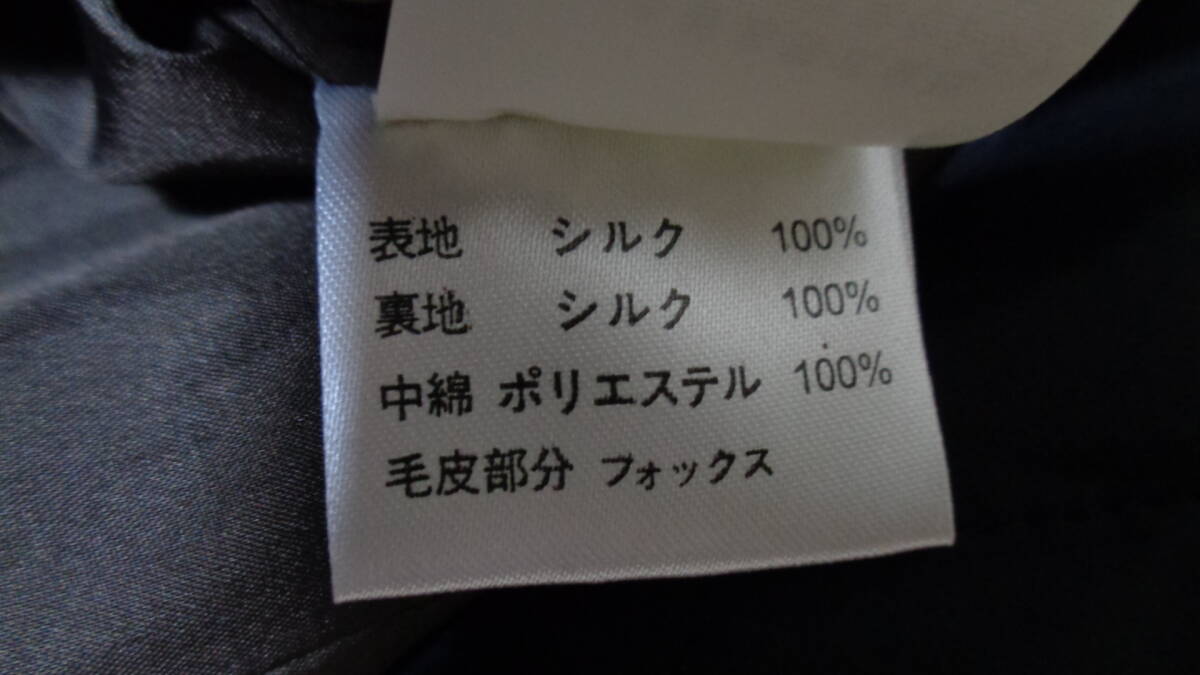 表地 シルク 100%
裏地 シルク 100%
中綿 ポリエステル 100%
毛皮部分 フォックス